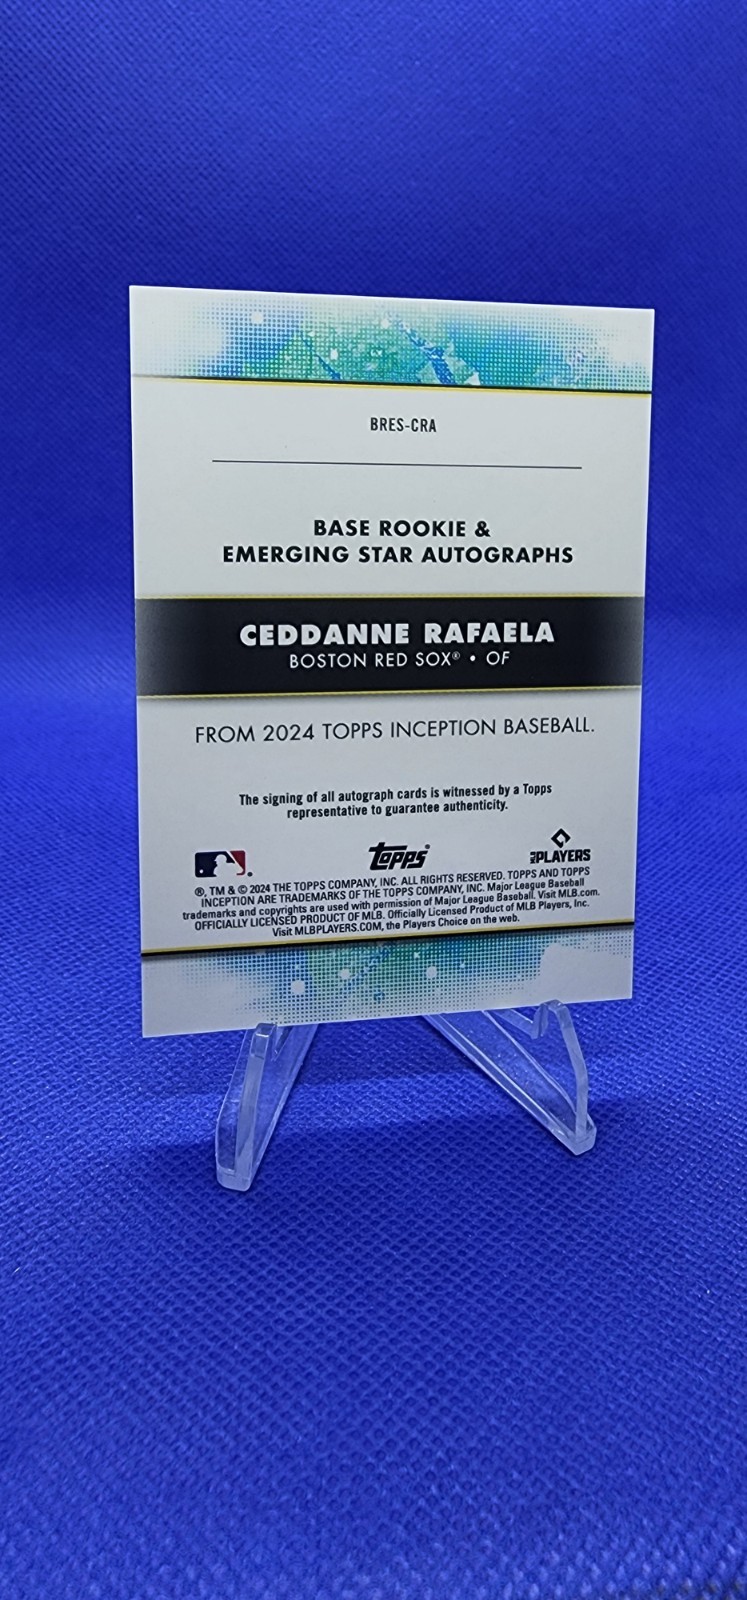 BRES-CRA
BASE ROOKIE &
EMERGING STAR AUTOGRAPHS
CEDDANNE RAFAELA
BOSTON RED SOX® • OF
FROM 2024 TOPPS INCEPTION BASEBALL.
The signing of all autograph cards is witnessed by a Topps
representative to guarantee authenticity.
topps®
MLB PLAYERS
®, TM & © 2024 THE TOPPS COMPANY, INC. ALL RIGHTS RESERVED. TOPPS AND TOPPS
INCEPTION ARE TRADEMARKS OF THE TOPPS COMPANY, INC. Major League Baseball
trademarks and copyrights are used with permission of Major League Baseball. Visit MLB.com.
OFFICIALLY LICENSED PRODUCT OF MLB. Officially Licensed Product of MLB Players, Inc.
Visit MLBPLAYERS.COM, the Players Choice on the web.